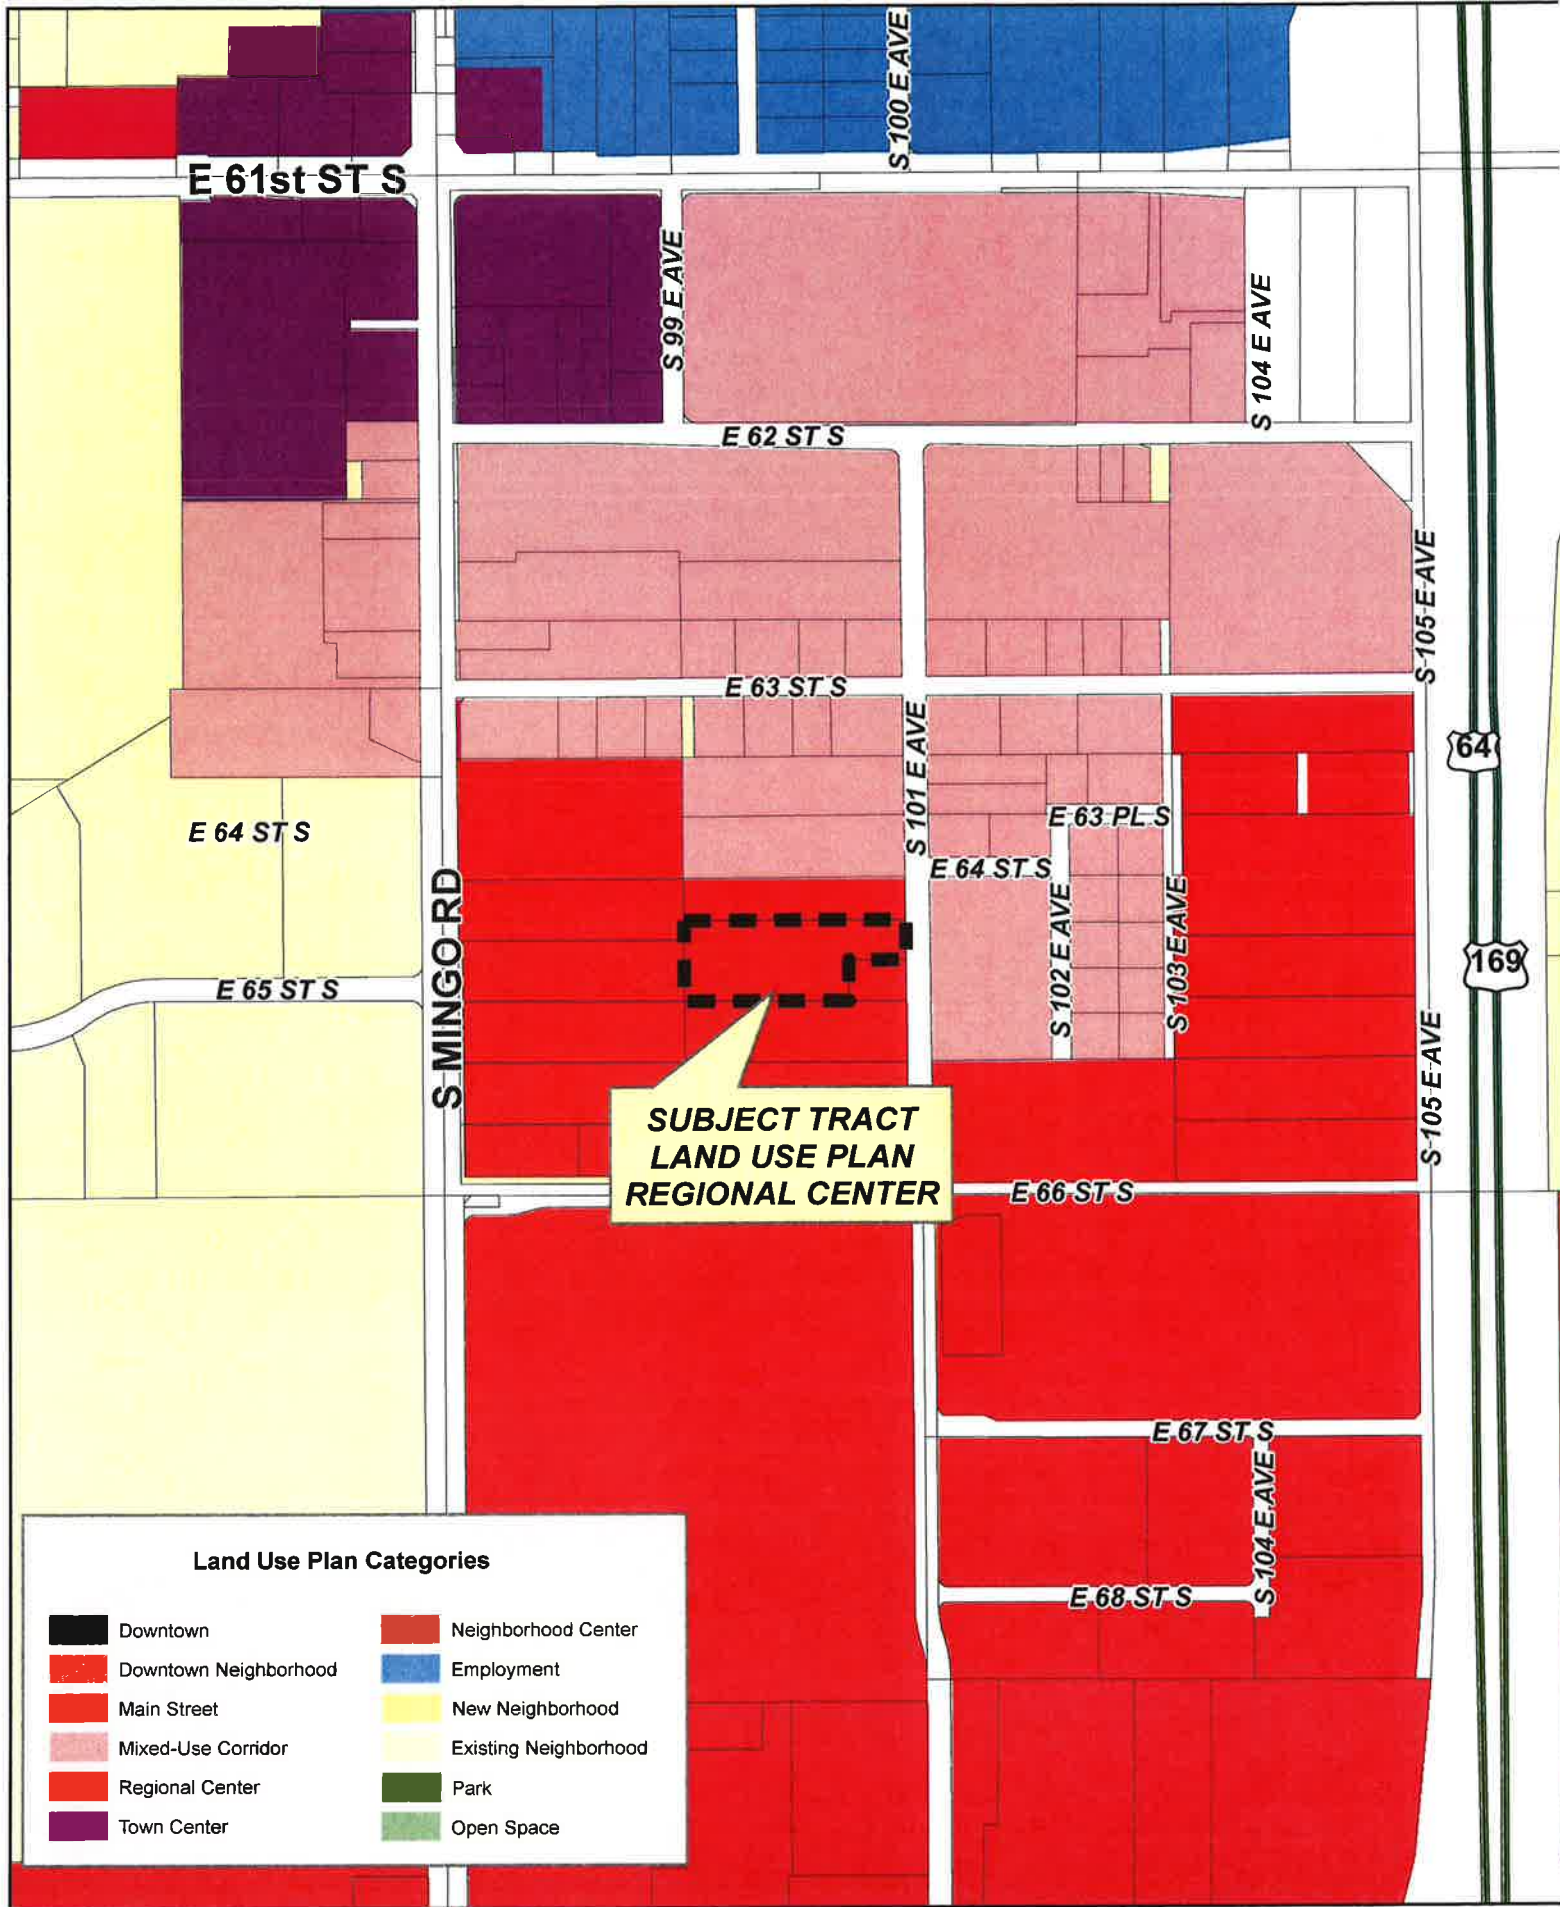 S 100 E AVE
E 61st ST S
S 99 E AVE
S 104 E AVE
E 62 ST S
S 105 E AVE
E 63 ST S
S 101 E AVE
64
E 63 PL S
E 64 ST S
E 64 ST S
S MINGO RD
S 102 E AVE
S 103 E AVE
169
E 65 ST S
S 105 E AVE
SUBJECT TRACT
LAND USE PLAN
REGIONAL CENTER
E 66 ST S
E 67 ST S
S 104 E AVE
E 68 ST S
Land Use Plan Categories
Downtown
Downtown Neighborhood
Main Street
Mixed-Use Corridor
Regional Center
Town Center
Neighborhood Center
Employment
New Neighborhood
Existing Neighborhood
Park
Open Space